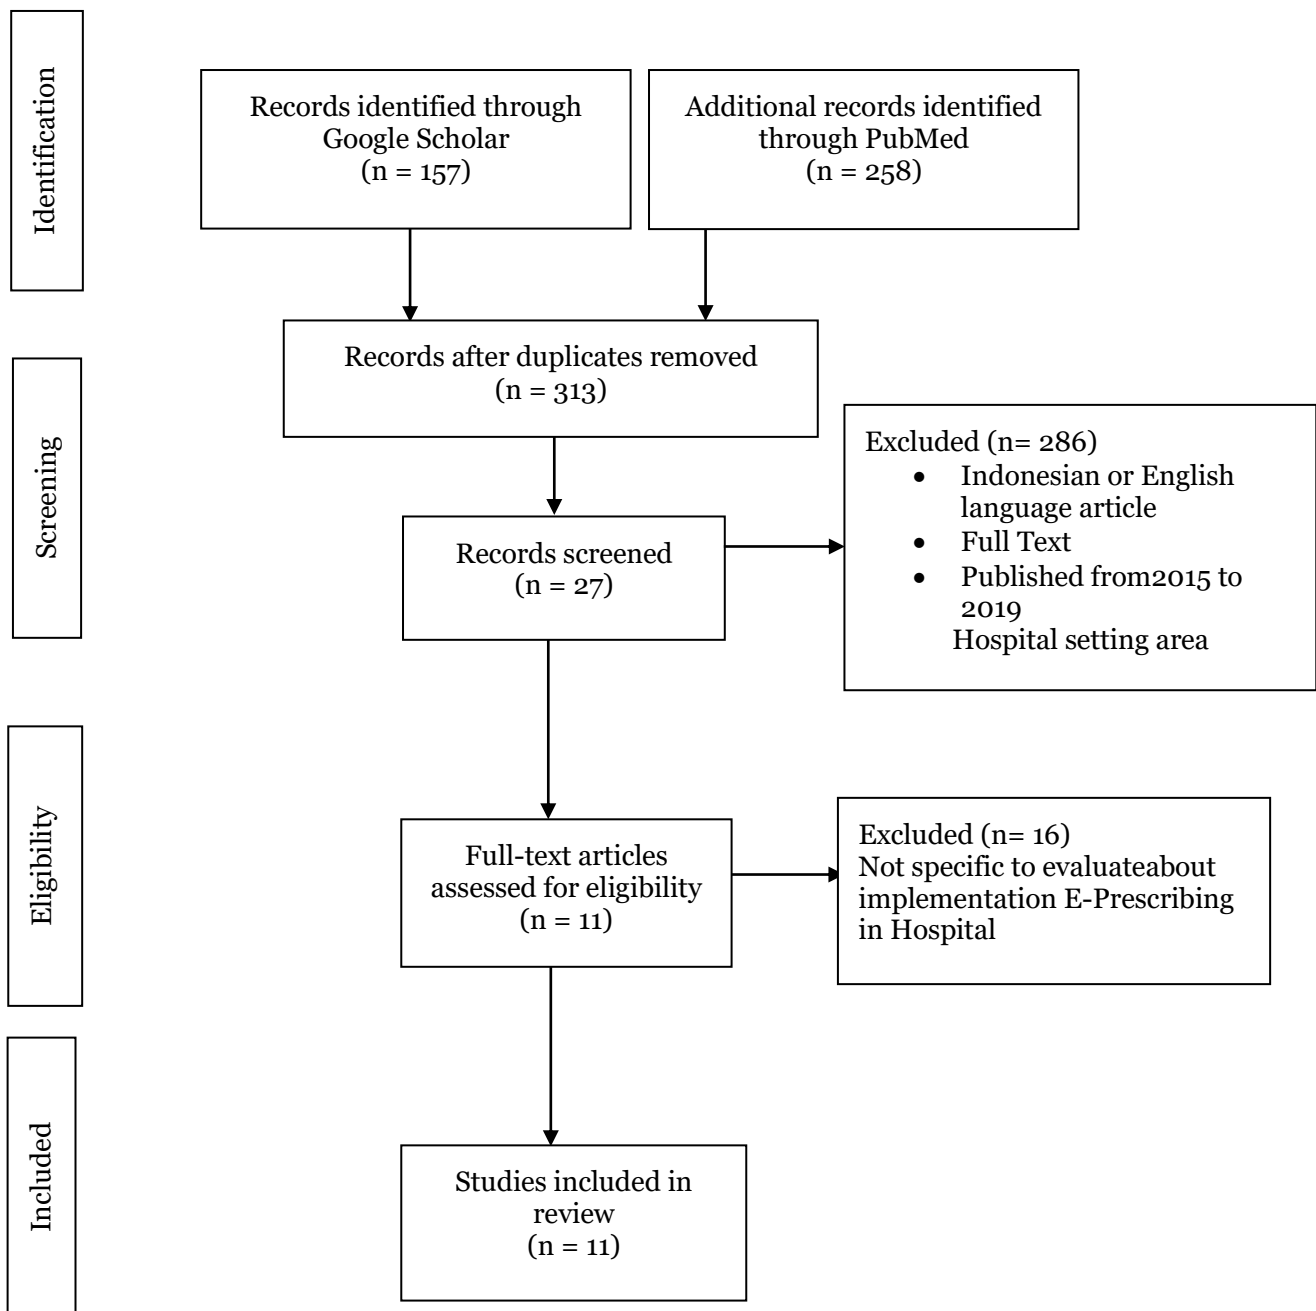 Identification
Records identified through
Google Scholar
(n = 157)
Additional records identified
through PubMed
(n = 258)
Records after duplicates removed
(n = 313)
Screening
Excluded (n= 286)
• Indonesian or English
language article
• Full Text
• Published from2015 to
2019
Hospital setting area
Records screened
(n = 27)
Eligibility
Full-text articles
assessed for eligibility
(n = 11)
Excluded (n= 16)
Not specific to evaluateabout
implementation E-Prescribing
in Hospital
Included
Studies included in
review
(n = 11)